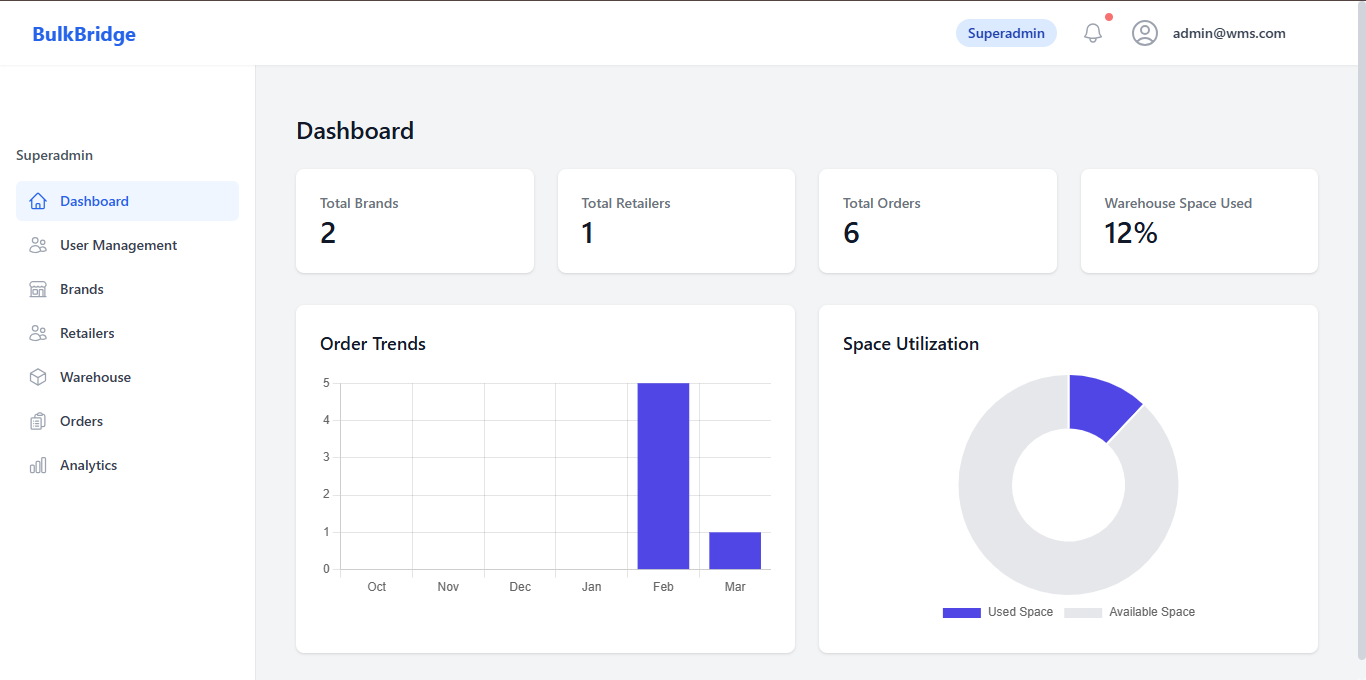 BulkBridge
Superadmin
admin@wms.com
Superadmin
Dashboard
User Management
Brands
Retailers
Warehouse
Orders
Analytics
Dashboard
Total Brands
2
Total Retailers
1
Total Orders
6
Warehouse Space Used
12%
Order Trends
5
4
3
2
1
0
Oct Nov Dec Jan Feb Mar
Space Utilization
Used Space Available Space